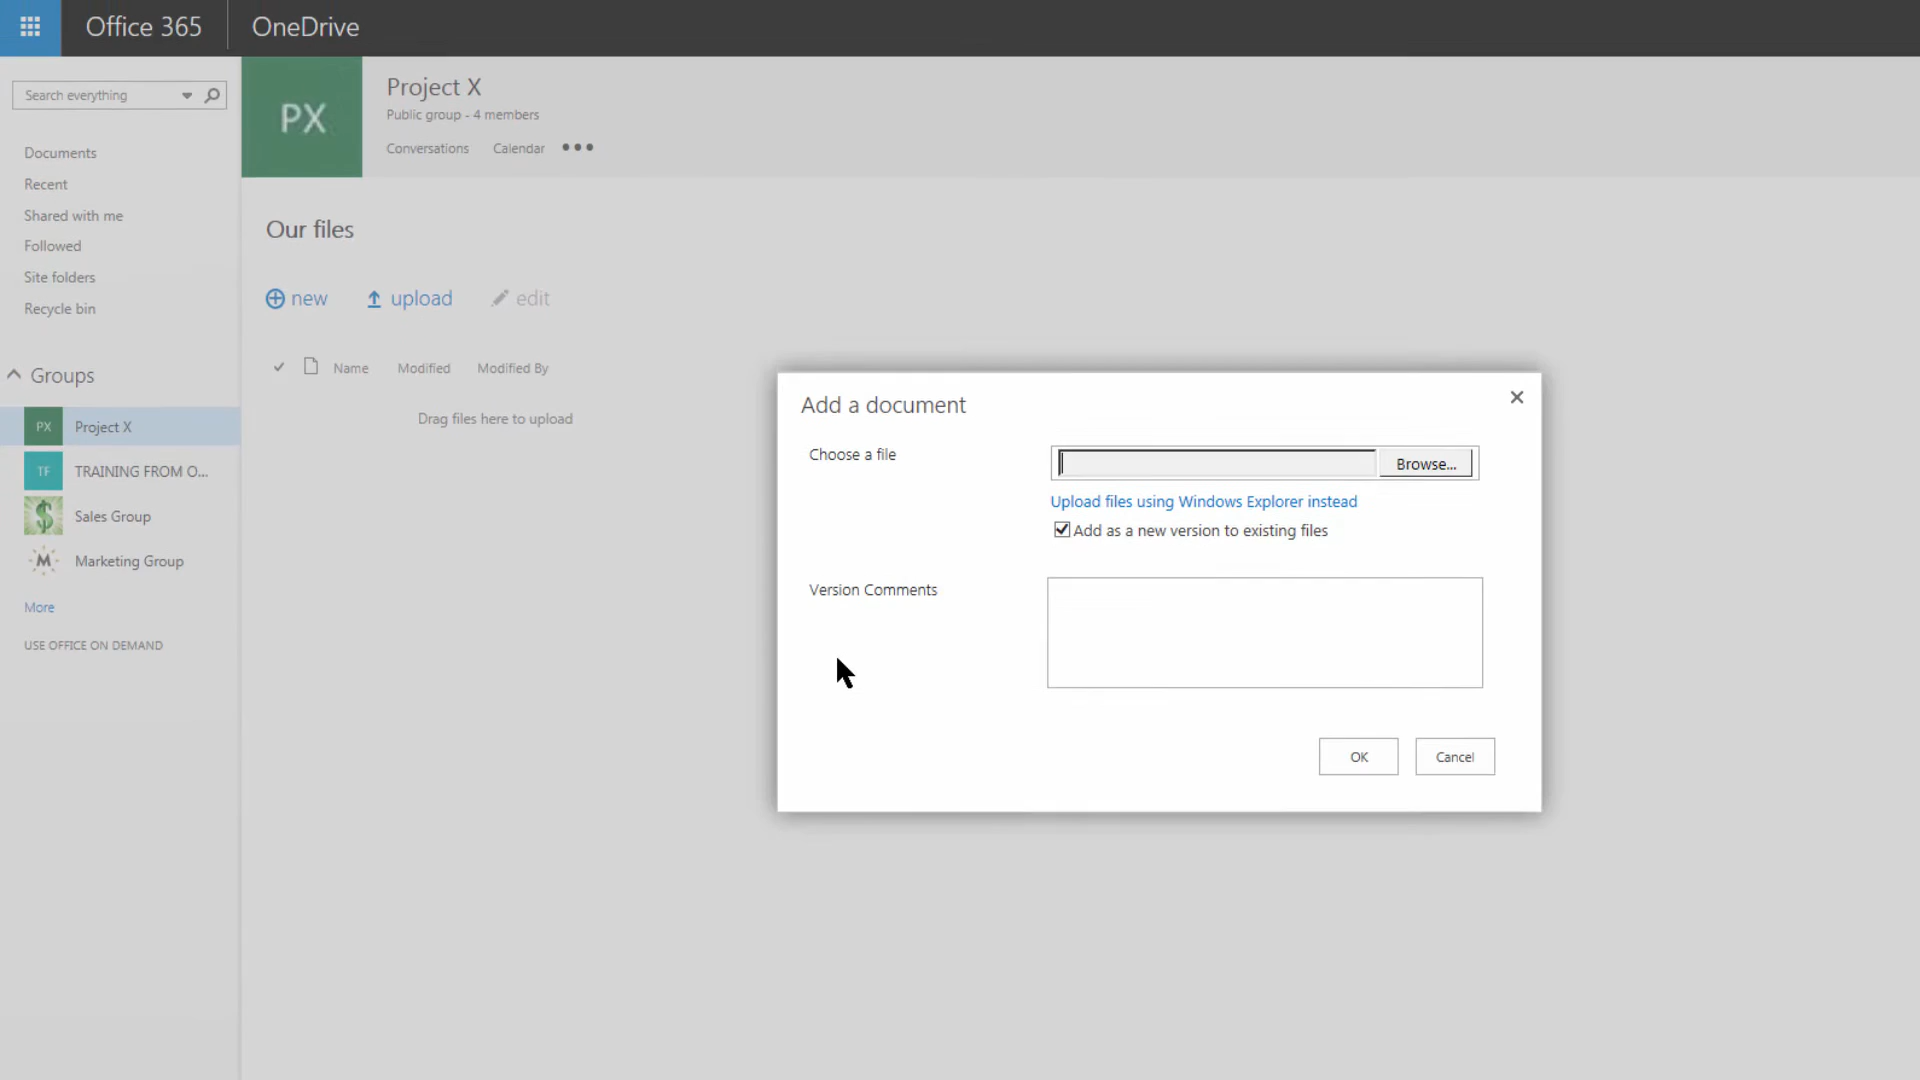 Office 365
OneDrive
Search everything
Documents
Recent
Shared with me
Followed
Site folders
Recycle bin
Groups
PX Project X
TF TRAINING FROM O...
$ Sales Group
M Marketing Group
More
USE OFFICE ON DEMAND
PX
Project X
Public group - 4 members
Conversations Calendar
Our files
new upload edit
Name Modified Modified By
Drag files here to upload
Add a document
Choose a file
Browse...
Upload files using Windows Explorer instead
Add as a new version to existing files
Version Comments
OK Cancel